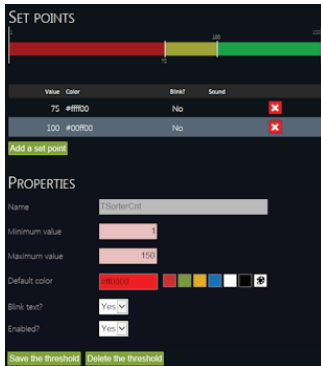 SET POINTS
100
75
Value Color Blink? Sound
75 #ffff00 No
100 #00ff00 No
Add a set point
PROPERTIES
Name TSorterCnt
Minimum value 1
Maximum value 150
Default color #ff0000
Blink text? Yes
Enabled? Yes
Save the threshold Delete the threshold